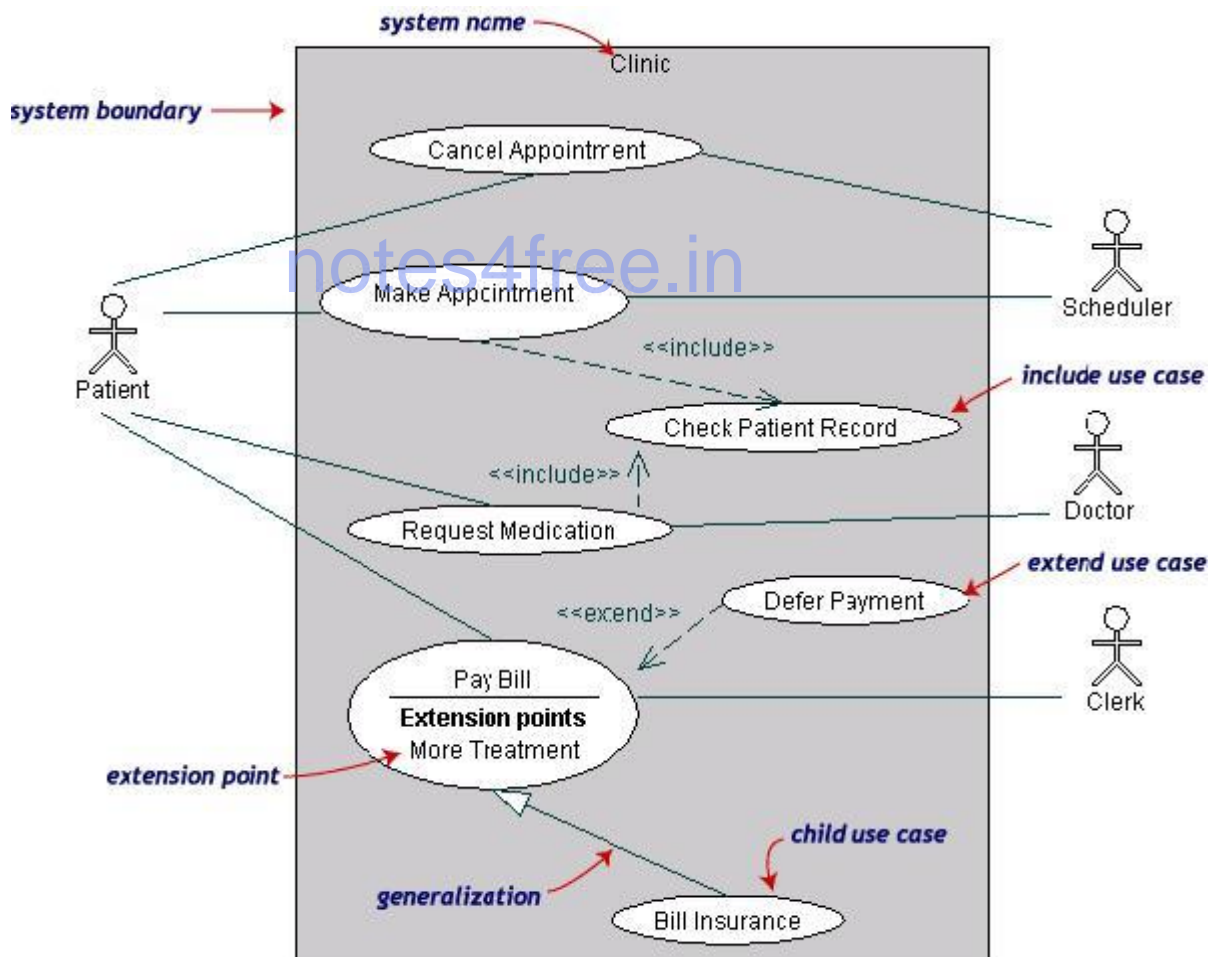 system name
Clinic
system boundary
Cancel Appointment
notes4free.in
Make Appointment
Scheduler
Patient
<<include>>
include use case
Check Patient Record
<<include>>
Request Medication
Doctor
extend use case
Defer Payment
<<extend>>
Pay Bill
Clerk
Extension points
More Treatment
extension point
child use case
generalization
Bill Insurance